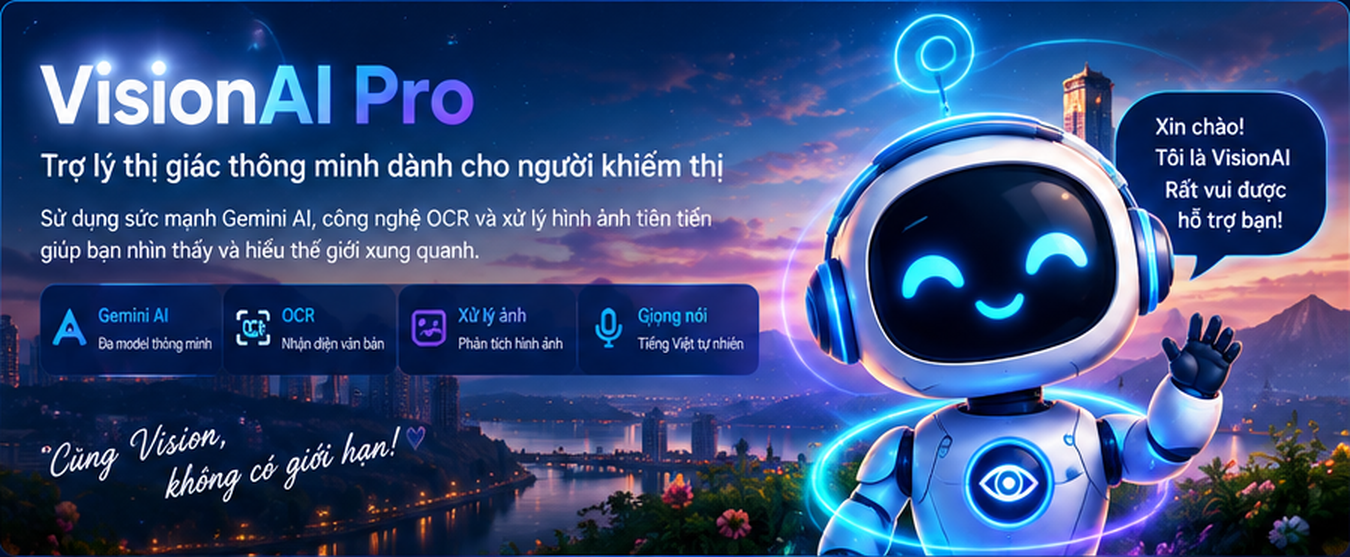 VisionAI Pro
Trợ lý thị giác thông minh dành cho người khiếm thị
Sử dụng sức mạnh Gemini AI, công nghệ OCR và xử lý hình ảnh tiên tiến
giúp bạn nhìn thấy và hiểu thế giới xung quanh.
Gemini AI
Đa model thông minh
OCR
OCR
Nhận diện văn bản
Xử lý ảnh
Phân tích hình ảnh
Giọng nói
Tiếng Việt tự nhiên
"Cùng Vision,
không có giới hạn!
Xin chào!
Tôi là VisionAI
Rất vui được
hỗ trợ bạn!